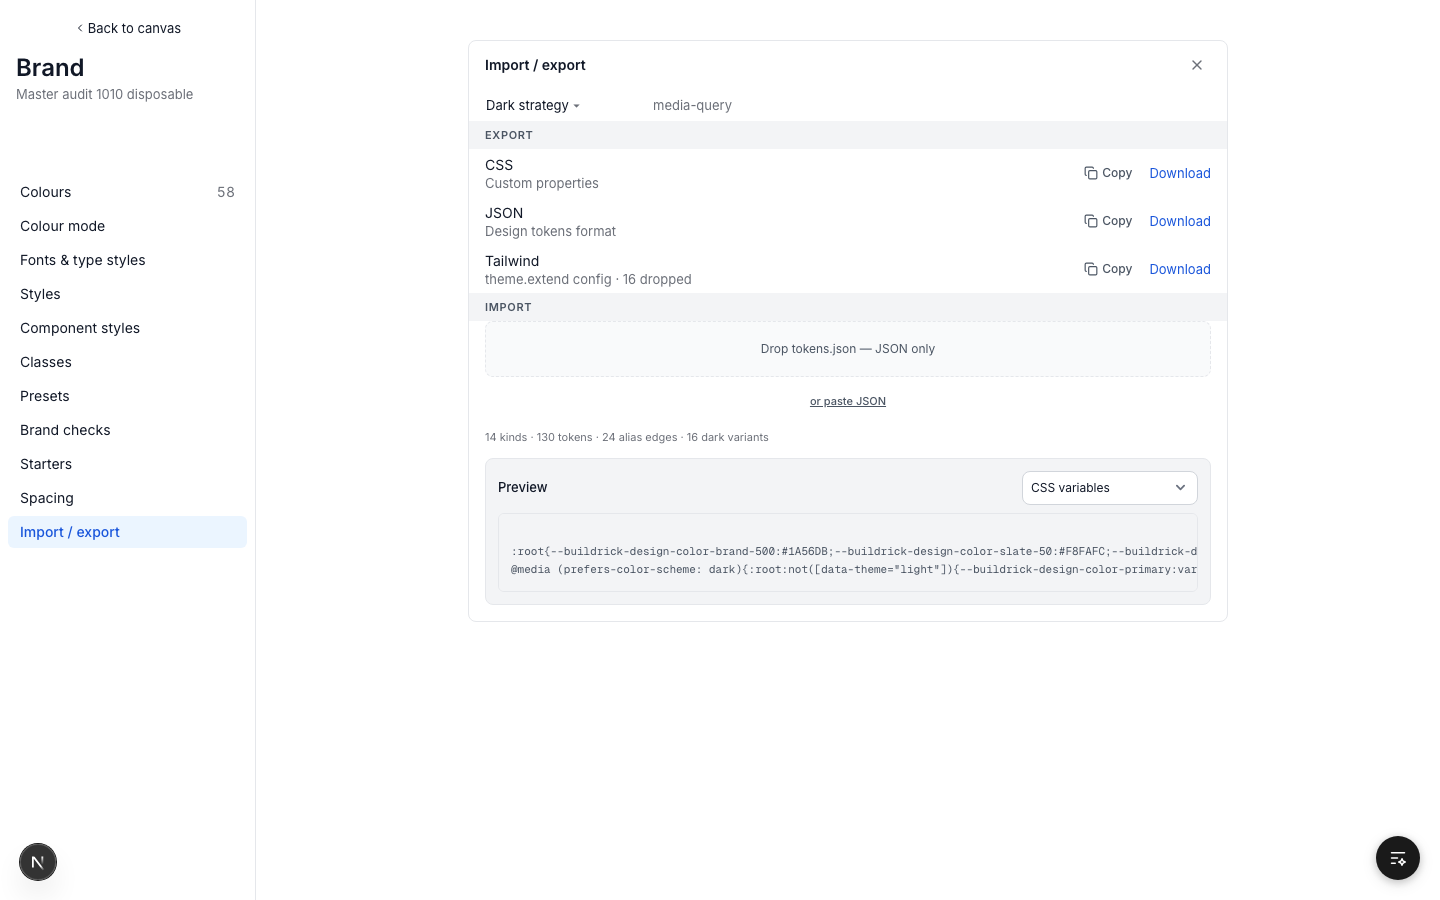 Back to canvas
Brand
Master audit 1010 disposable
Colours 58
Colour mode
Fonts & type styles
Styles
Component styles
Classes
Presets
Brand checks
Starters
Spacing
Import / export
Import / export
Dark strategy media-query
EXPORT
CSS
Custom properties
Copy Download
JSON
Design tokens format
Copy Download
Tailwind
theme.extend config · 16 dropped
Copy Download
IMPORT
Drop tokens.json — JSON only
or paste JSON
14 kinds · 130 tokens · 24 alias edges · 16 dark variants
Preview
CSS variables
:root{--buildrick-design-color-brand-500:#1A56DB;--buildrick-design-color-slate-50:#F8FAFC;--buildrick-d
@media (prefers-color-scheme: dark){:root:not([data-theme="light"]){--buildrick-design-color-primary:var
N